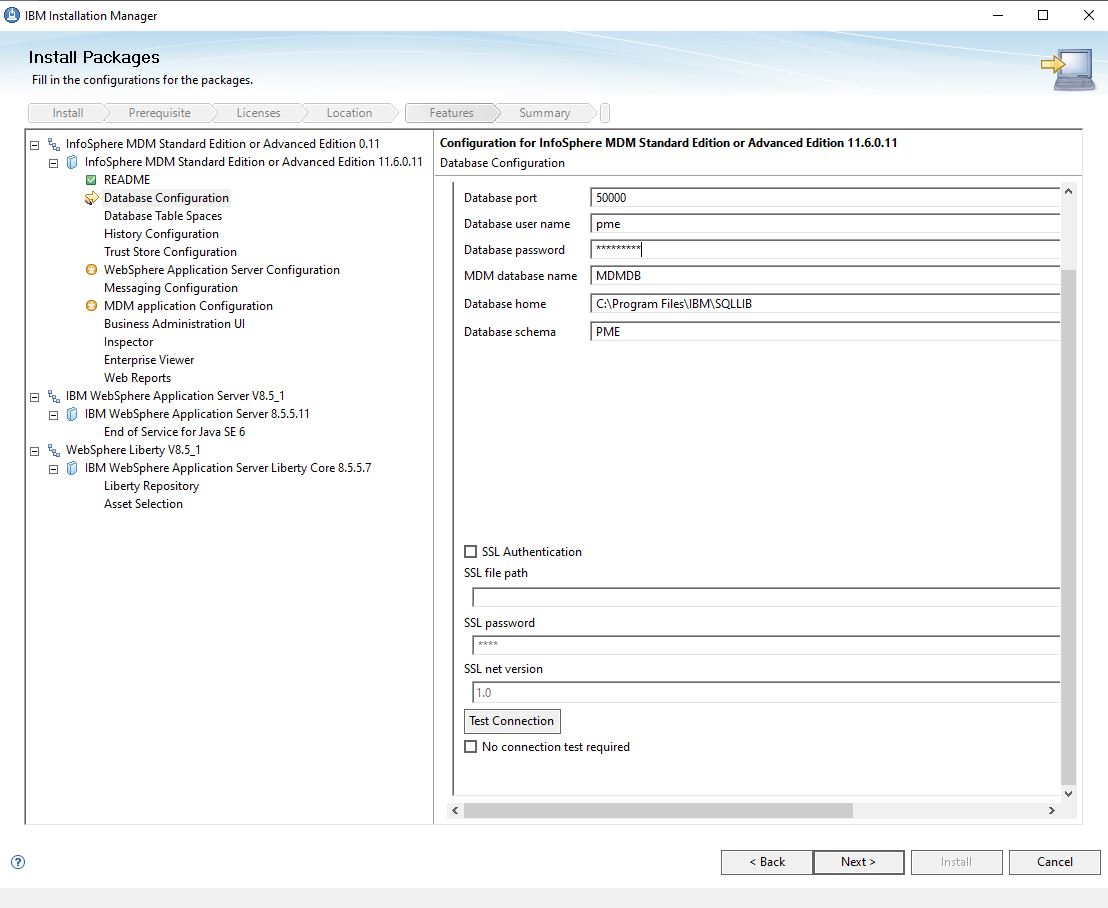 IBM Installation Manager
Install Packages
Fill in the configurations for the packages.
Install
Prerequisite
Licenses
Location
Features
Summary
InfoSphere MDM Standard Edition or Advanced Edition 0.11
InfoSphere MDM Standard Edition or Advanced Edition 11.6.0.11
README
Database Configuration
Database Table Spaces
History Configuration
Trust Store Configuration
WebSphere Application Server Configuration
Messaging Configuration
MDM application Configuration
Business Administration UI
Inspector
Enterprise Viewer
Web Reports
IBM WebSphere Application Server V8.5_1
IBM WebSphere Application Server 8.5.5.11
End of Service for Java SE 6
WebSphere Liberty V8.5_1
IBM WebSphere Application Server Liberty Core 8.5.5.7
Liberty Repository
Asset Selection
Configuration for InfoSphere MDM Standard Edition or Advanced Edition 11.6.0.11
Database Configuration
Database port 50000
Database user name pme
Database password *********
MDM database name MDMDB
Database home C:\Program Files\IBM\SQLLIB
Database schema PME
SSL Authentication
SSL file path
SSL password
****
SSL net version
1.0
Test Connection
No connection test required
?
< Back
Next >
Install
Cancel